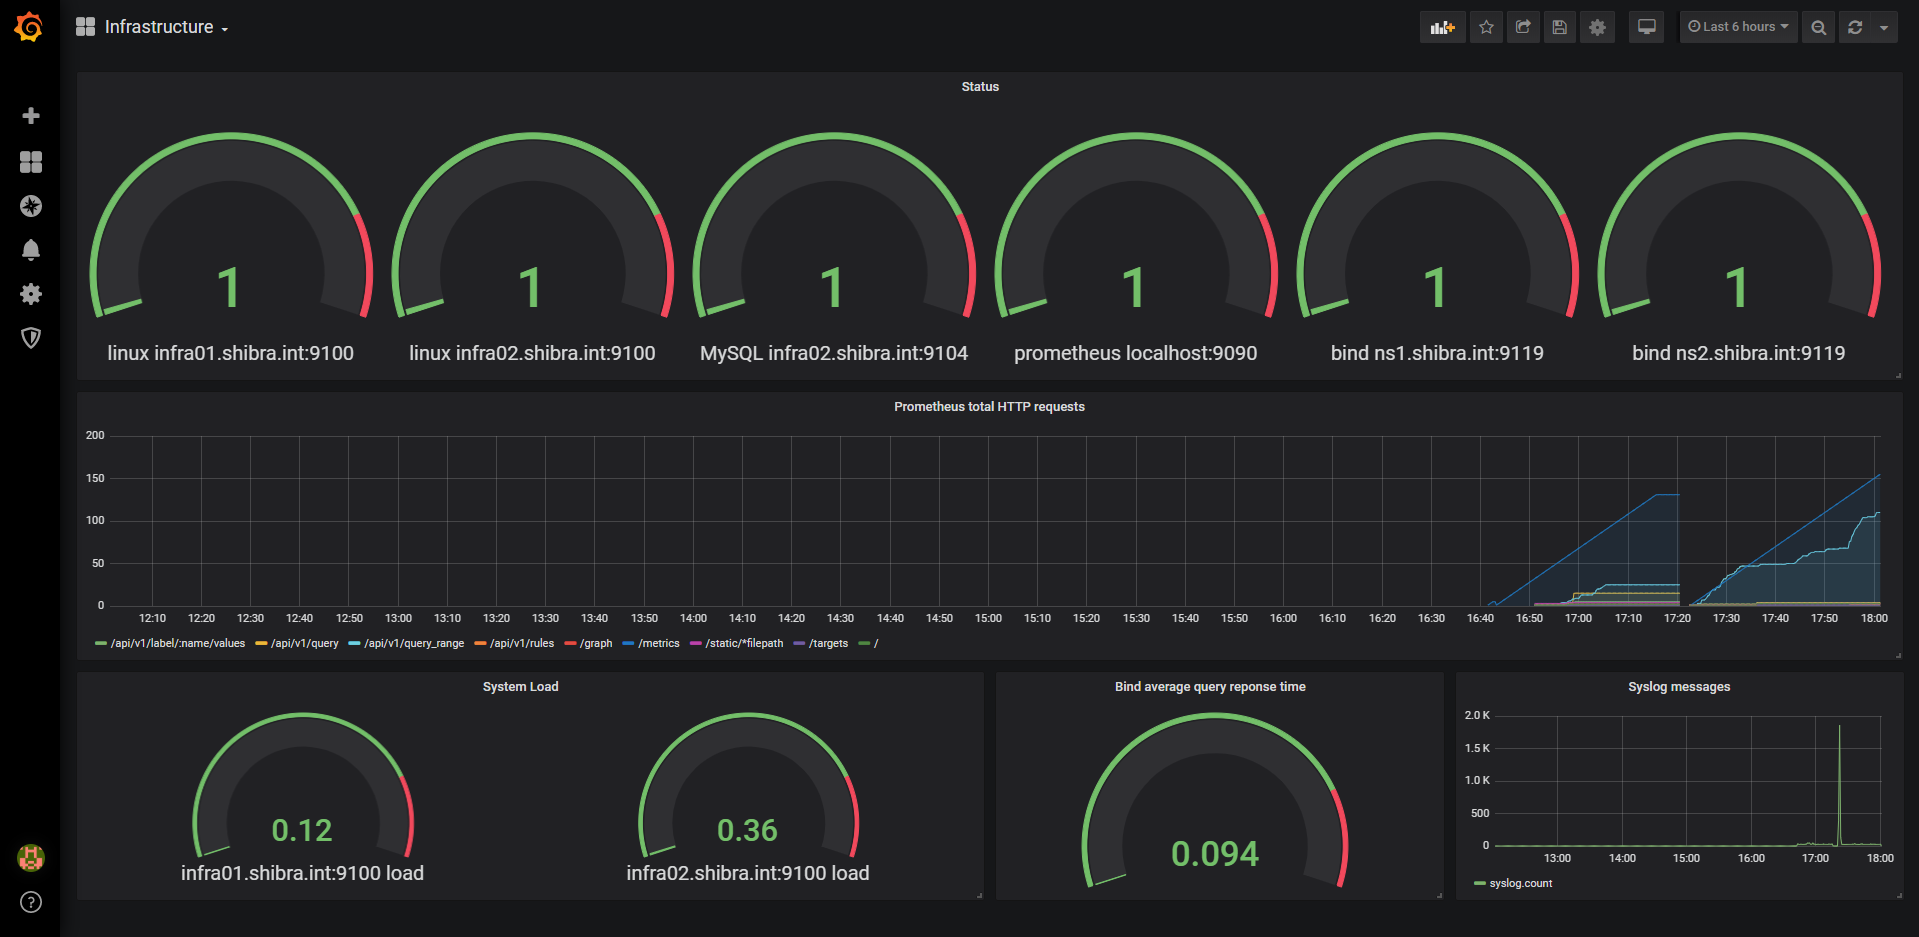 Infrastructure
Last 6 hours
Status
1 1 1 1 1 1
linux infra01.shibra.int:9100 linux infra02.shibra.int:9100 MySQL infra02.shibra.int:9104 prometheus localhost:9090 bind ns1.shibra.int:9119 bind ns2.shibra.int:9119
Prometheus total HTTP requests
200
150
100
50
0
12:10 12:20 12:30 12:40 12:50 13:00 13:10 13:20 13:30 13:40 13:50 14:00 14:10 14:20 14:30 14:40 14:50 15:00 15:10 15:20 15:30 15:40 15:50 16:00 16:10 16:20 16:30 16:40 16:50 17:00 17:10 17:20 17:30 17:40 17:50 18:00
/api/v1/label/:name/values /api/v1/query /api/v1/query_range /api/v1/rules /graph /metrics /static/*filepath /targets /
System Load
0.12 0.36
infra01.shibra.int:9100 load infra02.shibra.int:9100 load
Bind average query reponse time
0.094
Syslog messages
2.0 K
1.5 K
1.0 K
500
0
13:00 14:00 15:00 16:00 17:00 18:00
syslog.count